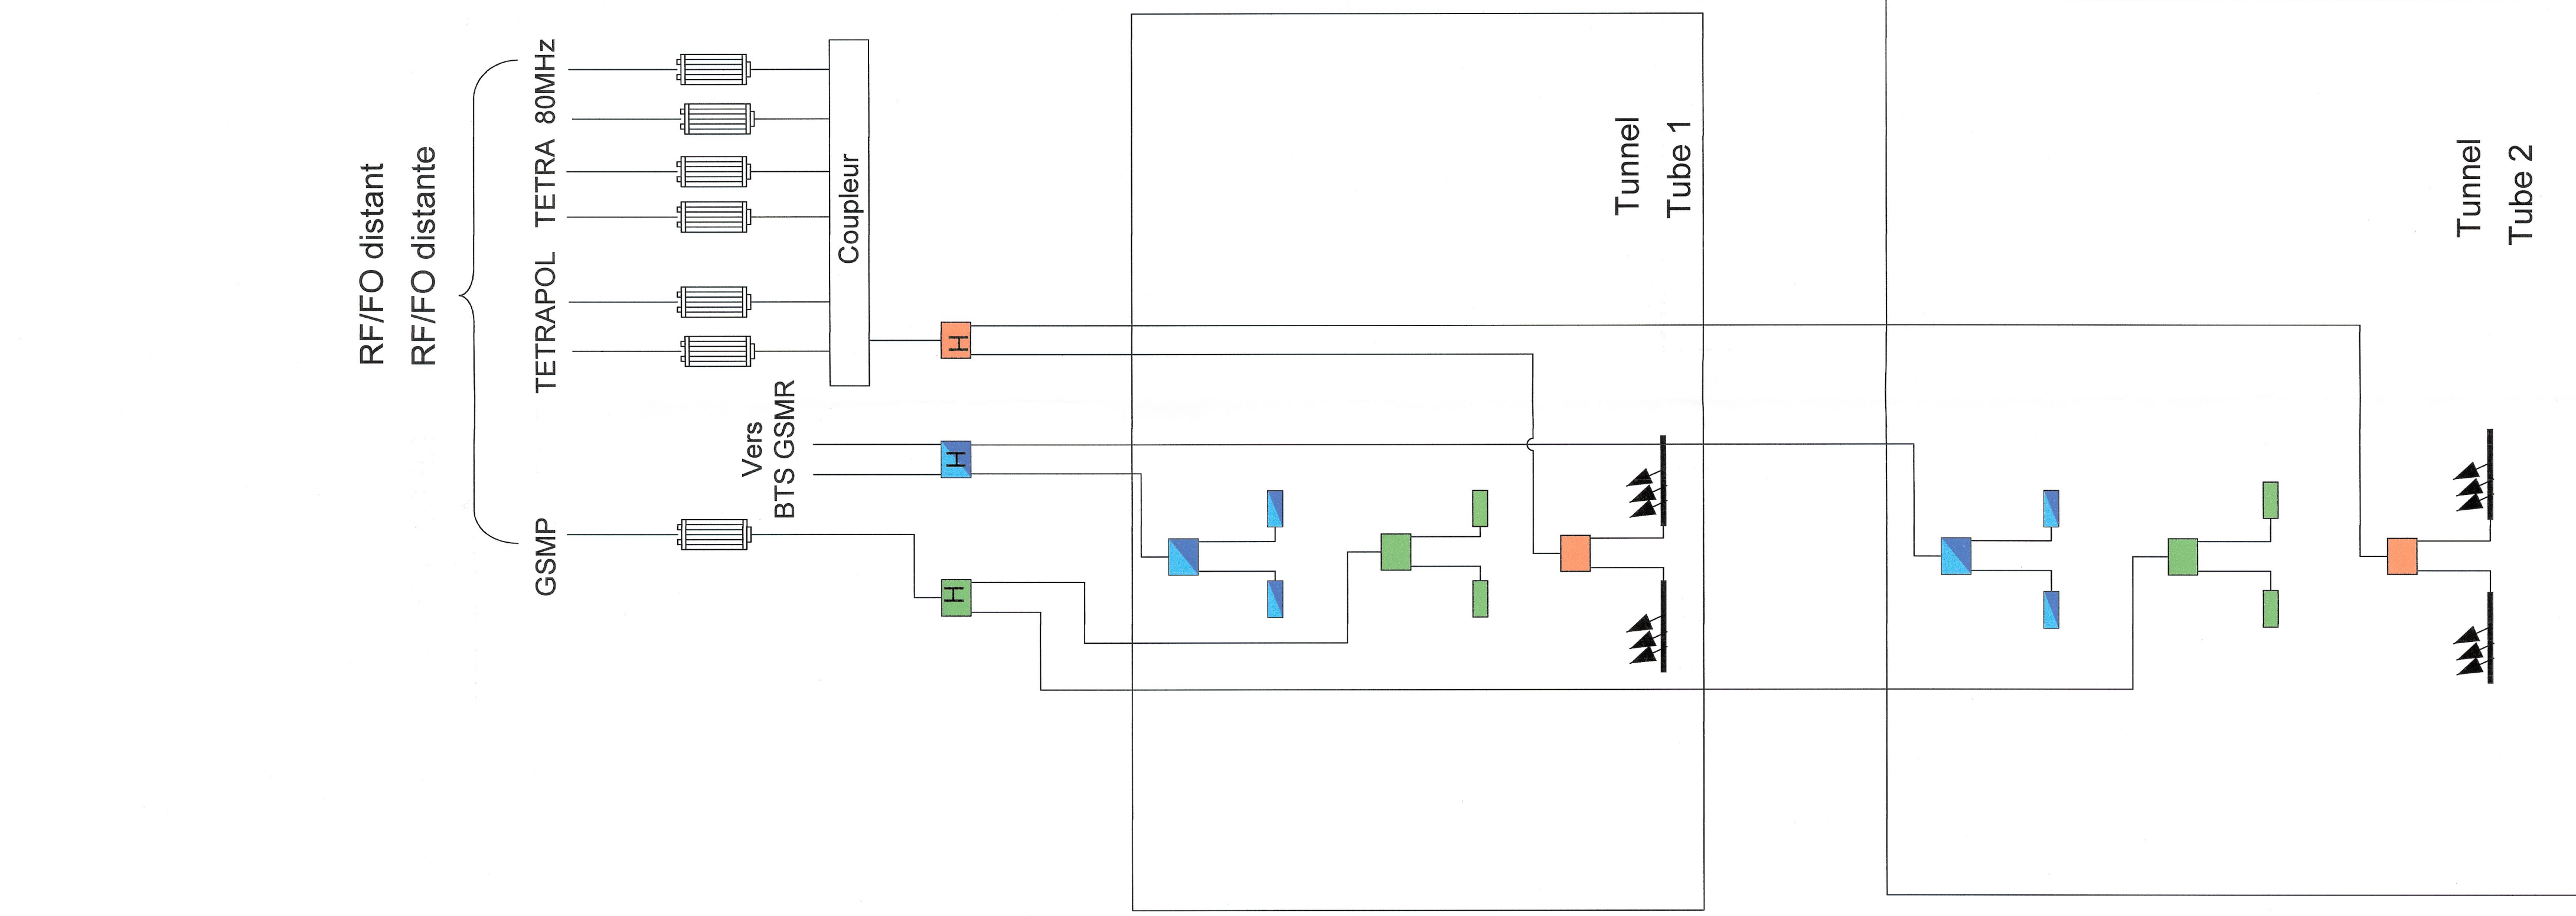 RF/FO distant
RF/FO distante
GSMP
TETRAPOL
TETRA
80MHz
Vers
BTS GSMR
Coupleur
H
H
H
Tunnel
Tube 1
Tunnel
Tube 2